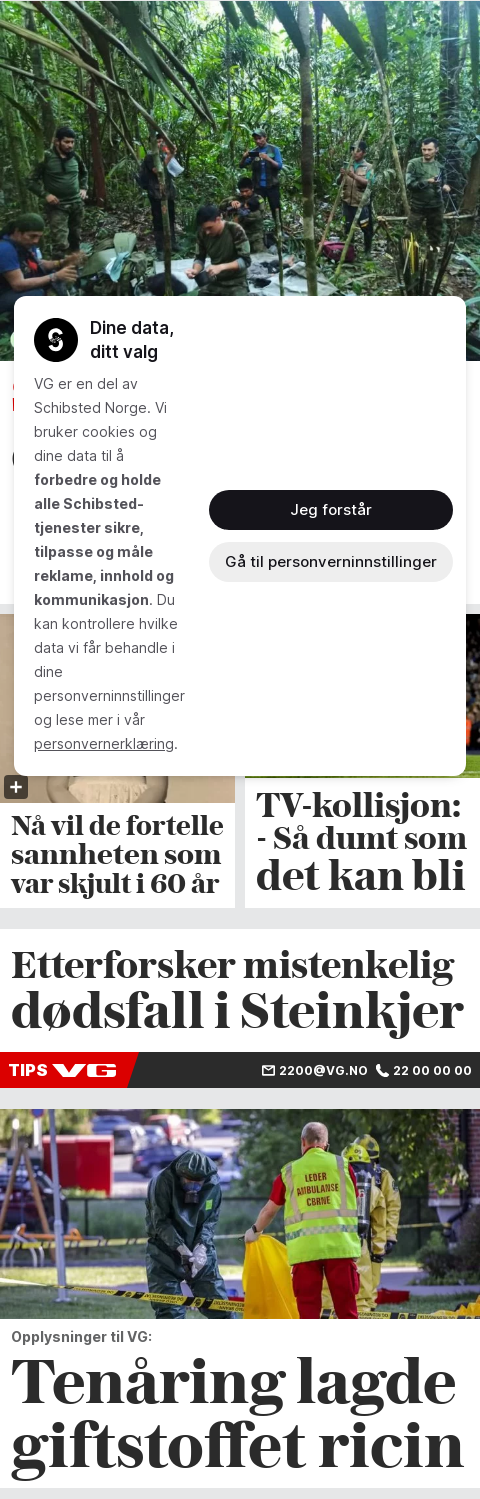 Dine data,
ditt valg
VG er en del av
Schibsted Norge. Vi
bruker cookies og
dine data til å
forbedre og holde
alle Schibsted-
tjenester sikre,
tilpasse og måle
reklame, innhold og
kommunikasjon. Du
kan kontrollere hvilke
data vi får behandle i
dine
personverninnstillinger
og lese mer i vår
personvernerklæring.
Jeg forstår
Gå til personverninnstillinger
Nå vil de fortelle
sannheten som
var skjult i 60 år
TV-kollisjon:
- Så dumt som
det kan bli
Etterforsker mistenkelig
dødsfall i Steinkjer
TIPS VG 2200@VG.NO 22 00 00 00
LEDER
AMBULANSE
CBRNE
Opplysninger til VG:
Tenåring lagde
giftstoffet ricin